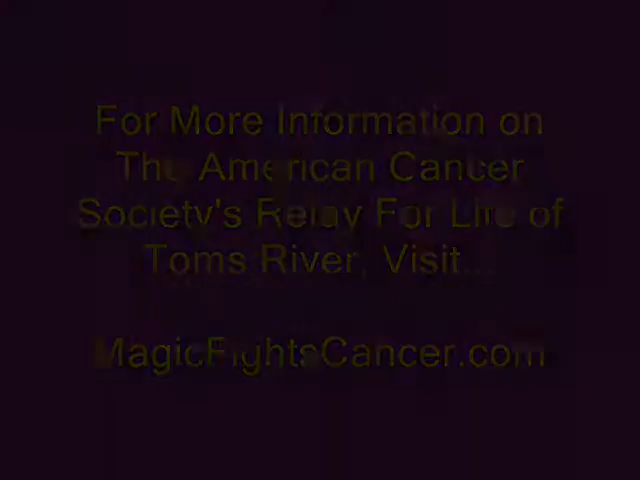 For More Information on
The American Cancer
Society's Relay For Life of
Toms River, Visit...
MagicFightsCancer.com